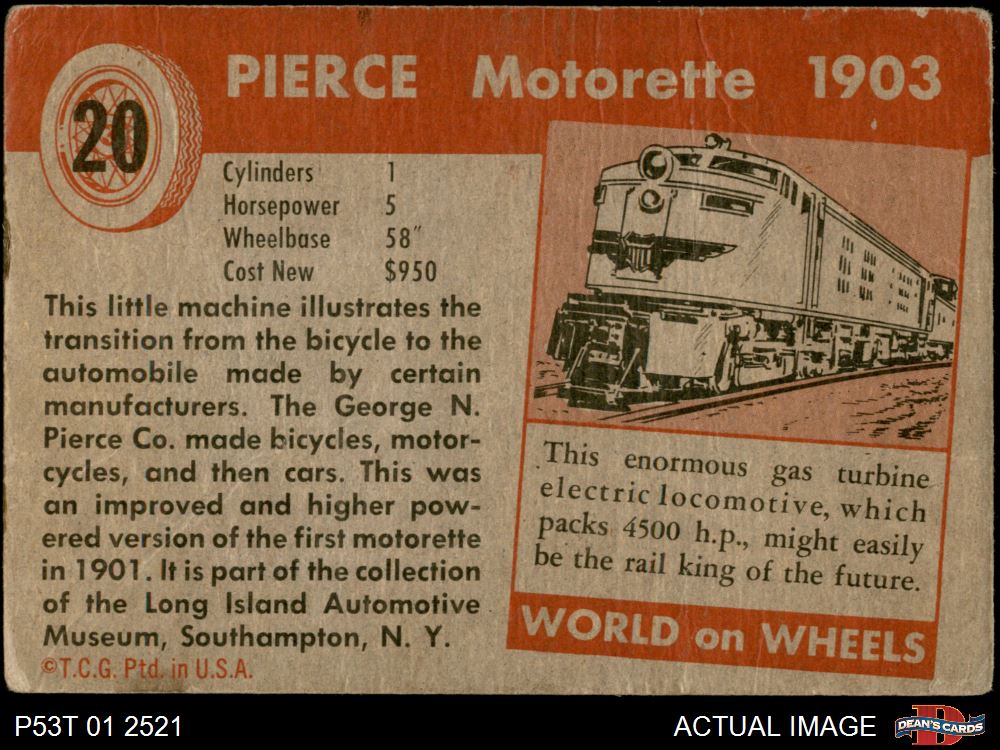 20
PIERCE Motorette 1903
Cylinders 1
Horsepower 5
Wheelbase 58"
Cost New $950
This little machine illustrates the
transition from the bicycle to the
automobile made by certain
manufacturers. The George N.
Pierce Co. made bicycles, motor-
cycles, and then cars. This was
an improved and higher pow-
ered version of the first motorette
in 1901. It is part of the collection
of the Long Island Automotive
Museum, Southampton, N. Y.
©T.C.G. Ptd. in U.S.A.
This enormous gas turbine
electric locomotive, which
packs 4500 h.p., might easily
be the rail king of the future.
WORLD on WHEELS
P53T 01 2521
ACTUAL IMAGE
DEAN'S CARDS